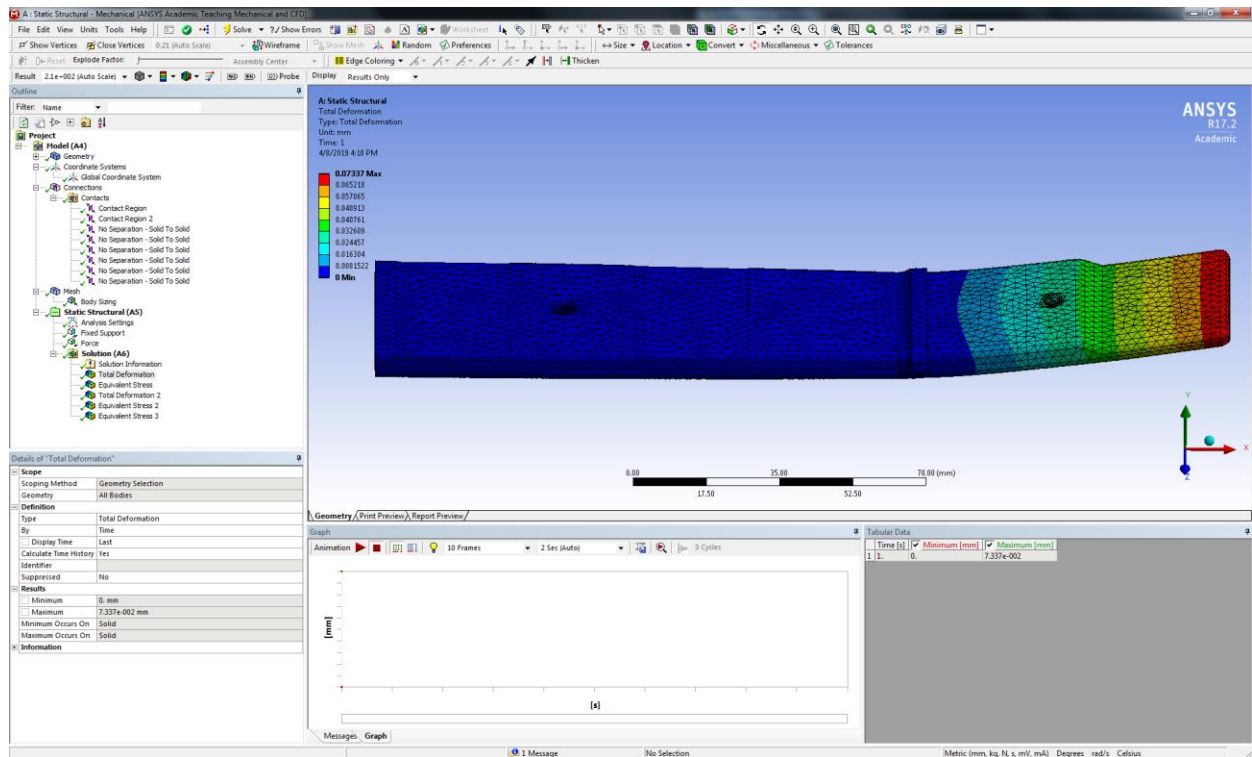 A : Static Structural - Mechanical [ANSYS Academic Teaching Mechanical and CFD]
File Edit View Units Tools Help Solve ?/ Show Errors Worksheet
Show Vertices Close Vertices 0.21 (Auto Scale) Wireframe Show Mesh Random Preferences Size Location Convert Miscellaneous Tolerances
Reset Explode Factor: Assembly Center Edge Coloring Thicken
Result 2.1e+002 (Auto Scale) Probe Display Results Only
Outline
Filter: Name
Project
Model (A4)
Geometry
Coordinate Systems
Global Coordinate System
Connections
Contacts
Contact Region
Contact Region 2
No Separation - Solid To Solid
No Separation - Solid To Solid
No Separation - Solid To Solid
No Separation - Solid To Solid
No Separation - Solid To Solid
No Separation - Solid To Solid
Mesh
Body Sizing
Static Structural (A5)
Analysis Settings
Fixed Support
Force
Solution (A6)
Solution Information
Total Deformation
Equivalent Stress
Total Deformation 2
Equivalent Stress 2
Equivalent Stress 3
Details of "Total Deformation"
Scope
Scoping Method Geometry Selection
Geometry All Bodies
Definition
Type Total Deformation
By Time
Display Time Last
Calculate Time History Yes
Identifier
Suppressed No
Results
Minimum 0. mm
Maximum 7.337e-002 mm
Minimum Occurs On Solid
Maximum Occurs On Solid
Information
A: Static Structural
Total Deformation
Type: Total Deformation
Unit: mm
Time: 1
4/8/2019 4:18 PM
0.07337 Max
0.065218
0.057065
0.048913
0.040761
0.032609
0.024457
0.016304
0.0081522
0 Min
ANSYS
R17.2
Academic
Y
X
Z
0.00 35.00 70.00 (mm)
17.50 52.50
Geometry Print Preview Report Preview
Graph
Animation 10 Frames 2 Sec (Auto) 3 Cycles
[mm]
[s]
Messages Graph
Tabular Data
Time [s] Minimum [mm] Maximum [mm]
1 1. 0. 7.337e-002
1 Message No Selection Metric (mm, kg, N, s, mV, mA) Degrees rad/s Celsius